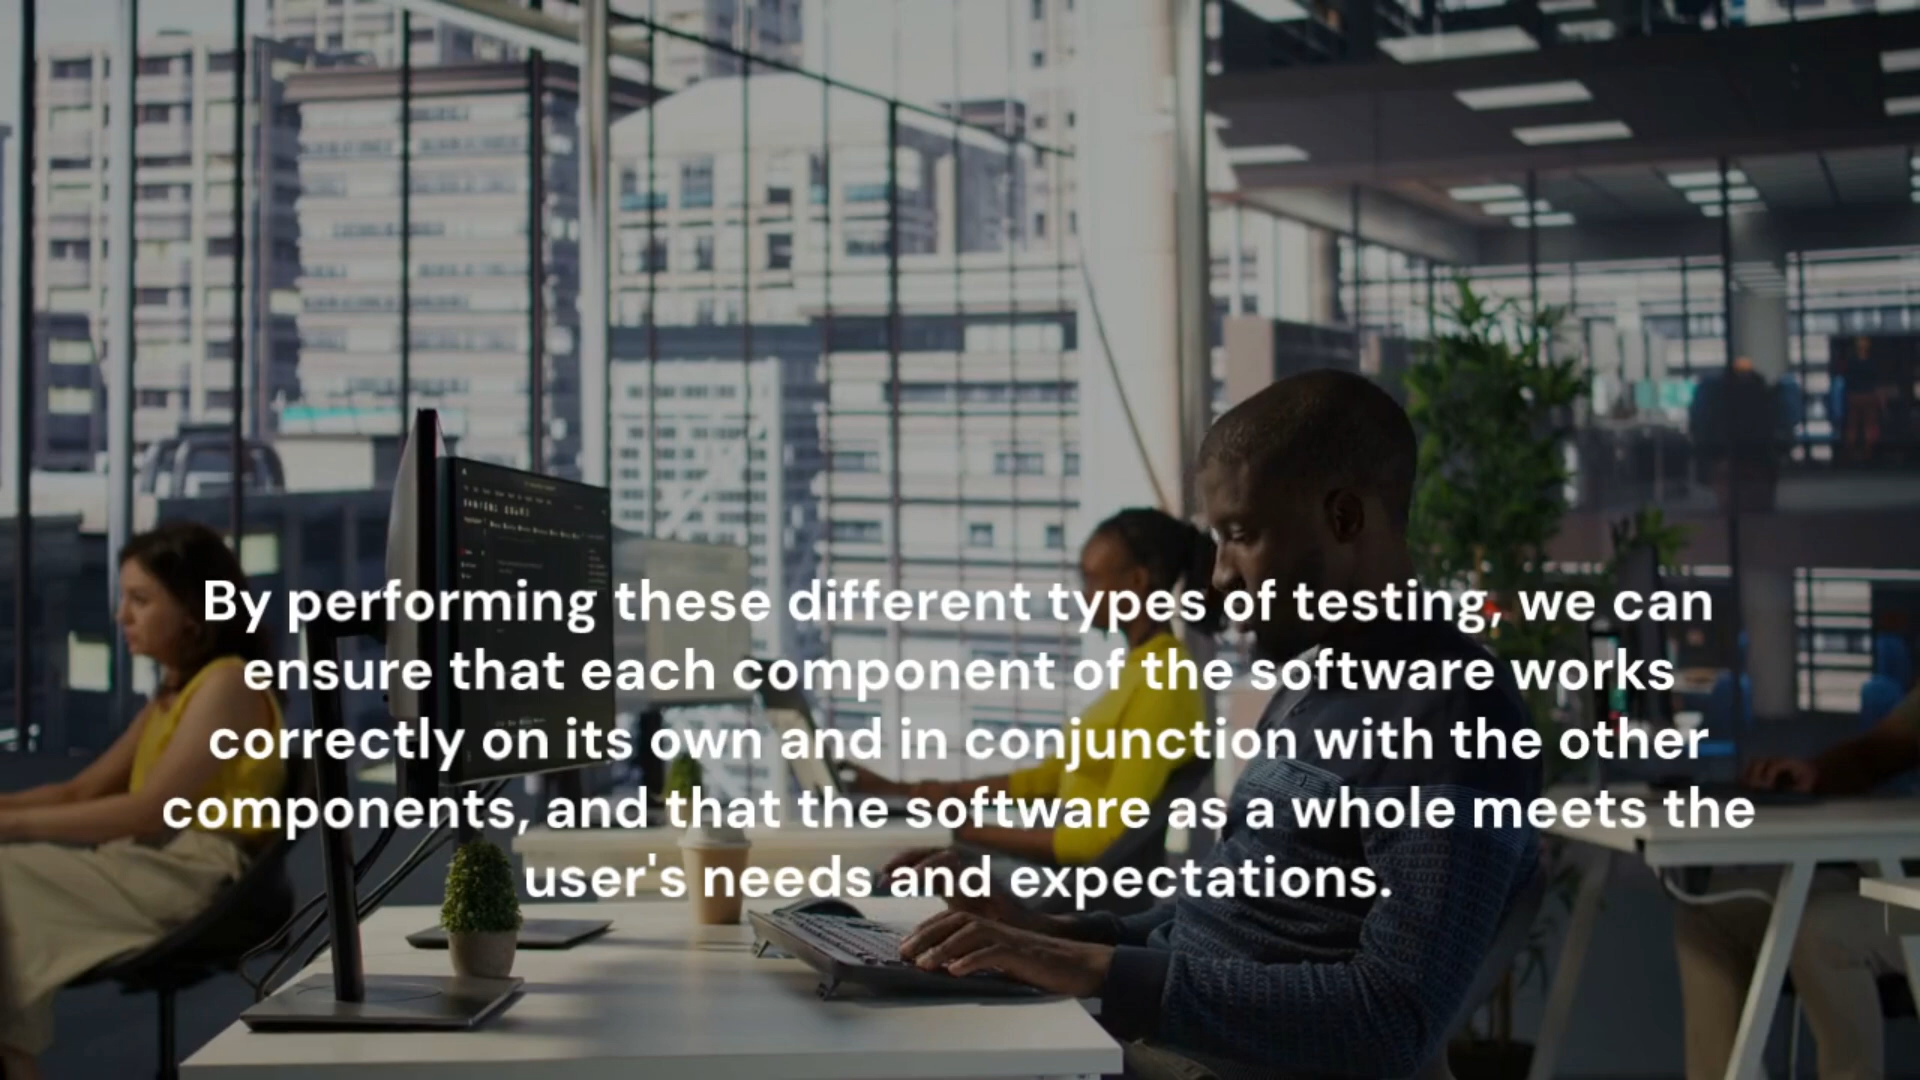 By performing these different types of testing, we can
ensure that each component of the software works
correctly on its own and in conjunction with the other
components, and that the software as a whole meets the
user's needs and expectations.